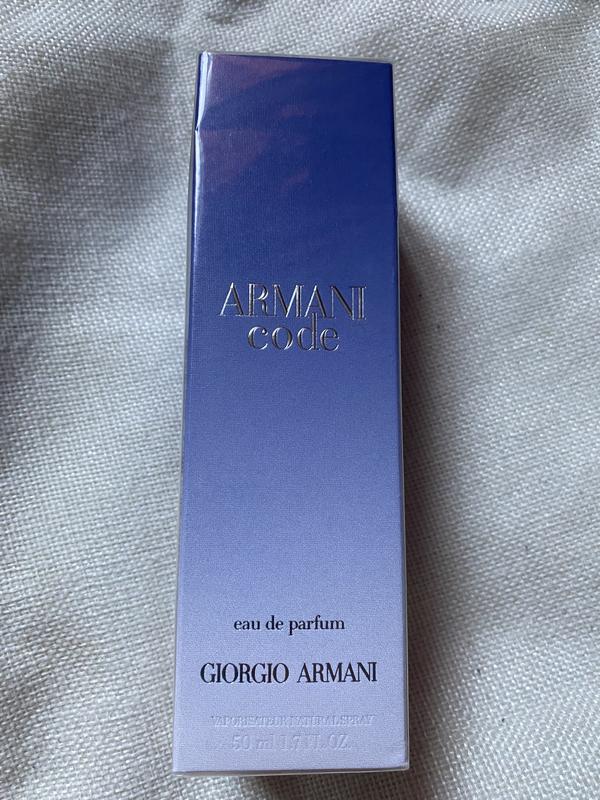 ARMANI
code
eau de parfum
GIORGIO ARMANI
VAPORISATEUR NATURAL SPRAY
50 ml 1.7 FL.OZ.